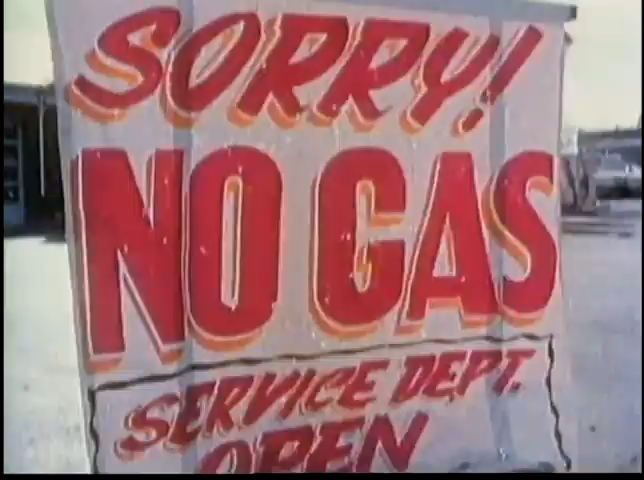 SORRY!
NO GAS
SERVICE DEPT.
OPEN